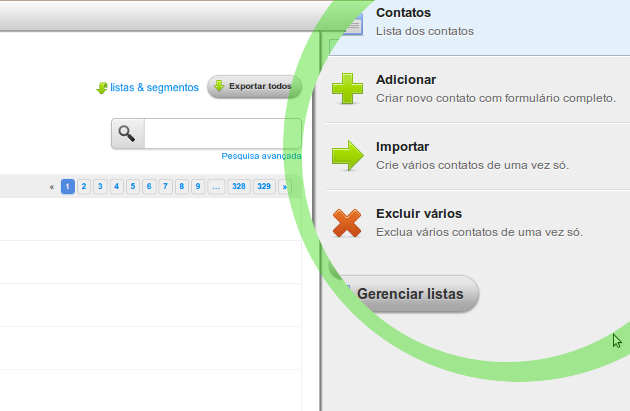 Contatos
Lista dos contatos
listas & segmentos
Exportar todos
Adicionar
Criar novo contato com formulário completo.
Pesquisa avançada
Importar
Crie vários contatos de uma vez só.
« 1 2 3 4 5 6 7 8 9 ... 328 329 »
Excluir vários
Exclua vários contatos de uma vez só.
Gerenciar listas